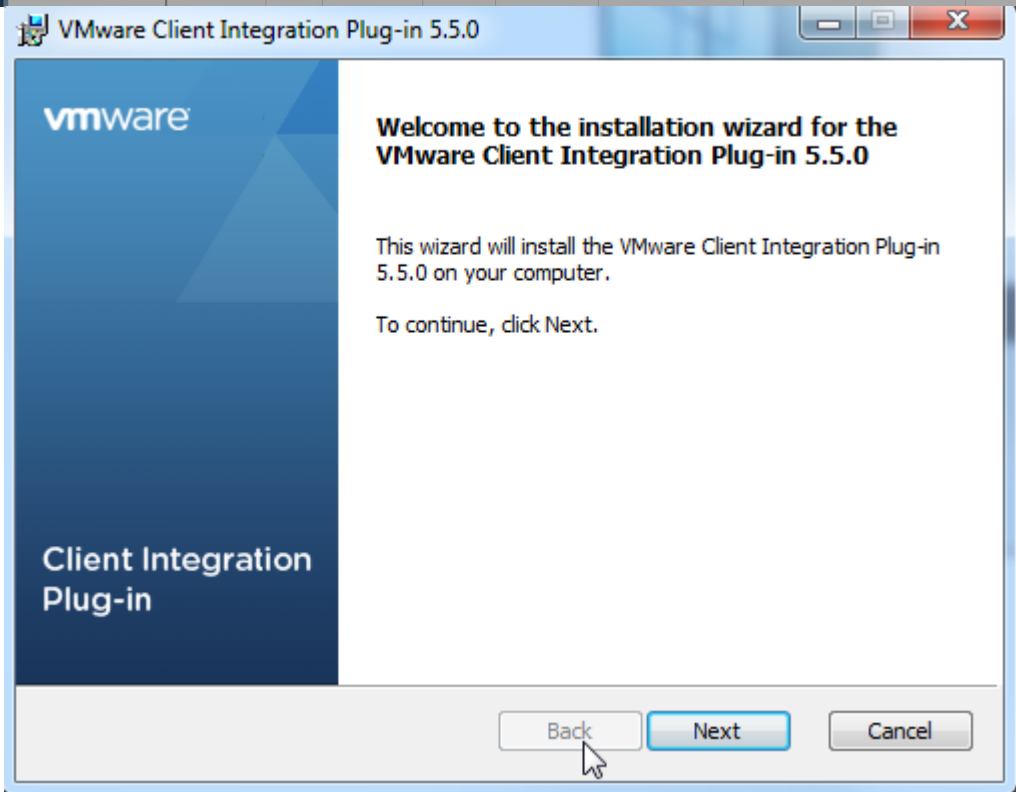 VMware Client Integration Plug-in 5.5.0
vmware
Welcome to the installation wizard for the
VMware Client Integration Plug-in 5.5.0
This wizard will install the VMware Client Integration Plug-in
5.5.0 on your computer.
To continue, click Next.
Client Integration
Plug-in
Back
Next
Cancel